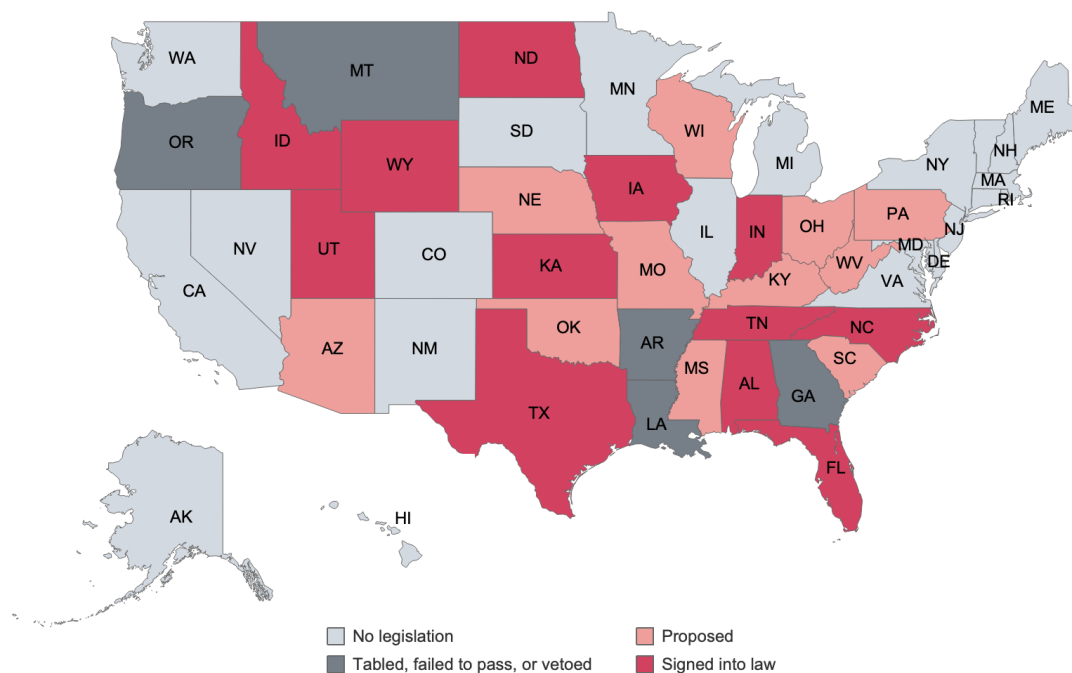 WA
MT
ND
MN
ME
OR
ID
SD
WI
NH
WY
MI
NY
MA
IA
RI
NE
PA
NV
UT
CO
IL
IN
OH
NJ
MD
DE
KA
MO
WV
VA
CA
KY
AZ
NM
OK
AR
TN
NC
MS
AL
SC
GA
TX
LA
FL
AK
HI
No legislation
Proposed
Tabled, failed to pass, or vetoed
Signed into law